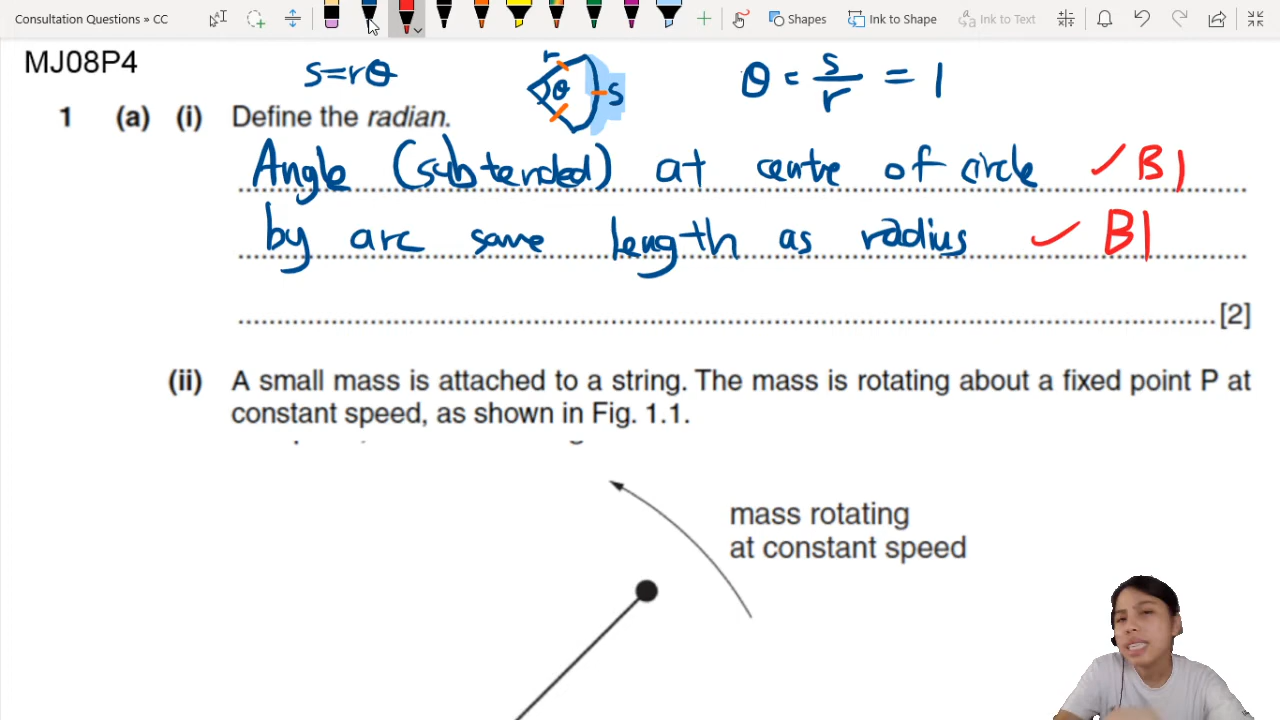 Consultation Questions » CC
Shapes
Ink to Shape
Ink to Text
MJ08P4
s=rθ
r
θ
s
θ = s/r = 1
1 (a) (i) Define the radian.
Angle (subtended) at centre of circle ✓ B1
by arc same length as radius ✓ B1
[2]
(ii) A small mass is attached to a string. The mass is rotating about a fixed point P at
constant speed, as shown in Fig. 1.1.
mass rotating
at constant speed